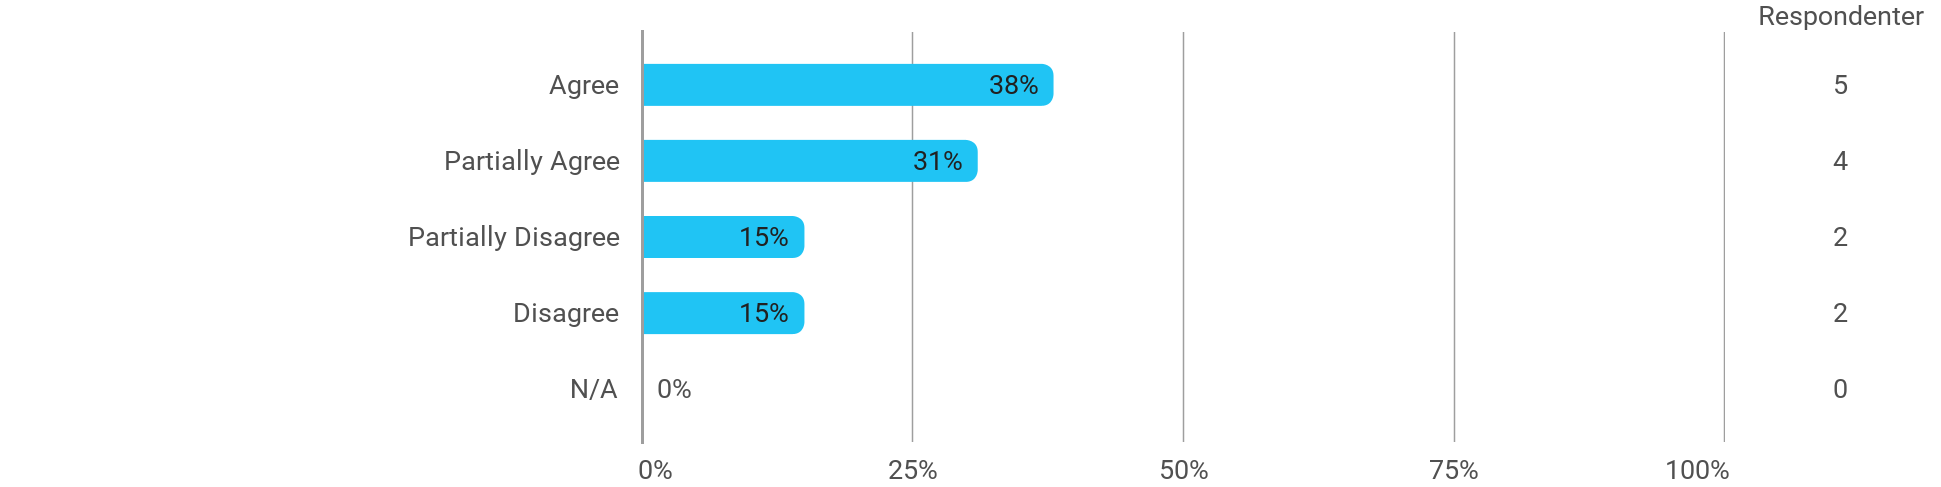 Respondenter
Agree 38% 5
Partially Agree 31% 4
Partially Disagree 15% 2
Disagree 15% 2
N/A 0% 0
0% 25% 50% 75% 100%